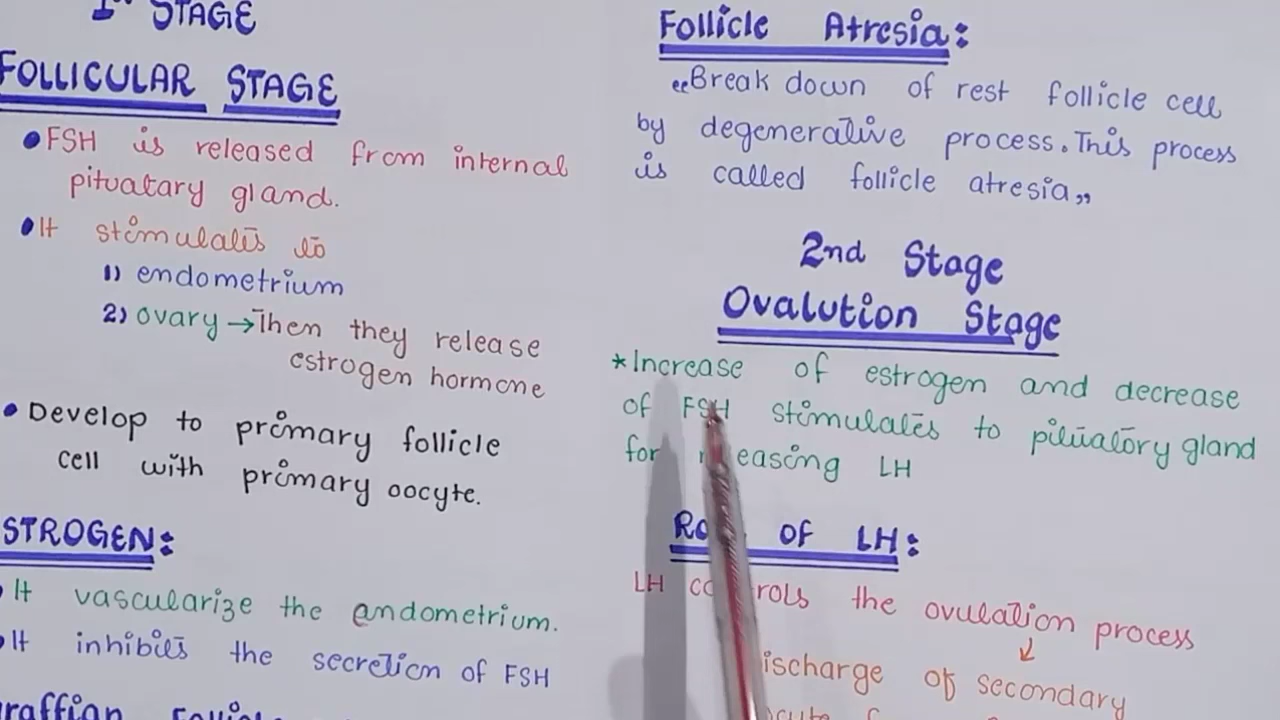 1st STAGE
FOLLICULAR STAGE
•FSH is released from internal
pituatary gland.
•It stimulates to
1) endometrium
2) ovary → Then they release
estrogen hormone
• Develop to primary follicle
cell with primary oocyte.
STROGEN:
It vascularize the endometrium.
It inhibits the secretion of FSH
raffian
Follicle Atresia:
"Break down of rest follicle cell
by degenerative process. This process
is called follicle atresia"
2nd Stage
Ovalution Stage
*Increase of estrogen and decrease
of FSH stimulates to pituatory gland
for easing LH
OF LH:
LH the ovulation process
ischarge of secondary